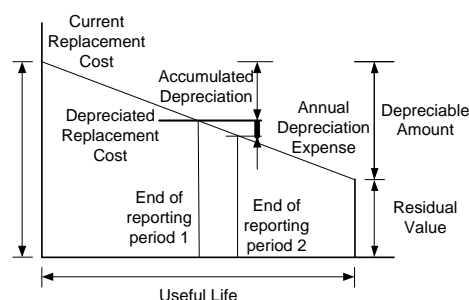 Current
Replacement
Cost
Accumulated
Depreciation
Depreciated
Replacement
Cost
Annual
Depreciation
Expense
Depreciable
Amount
End of
reporting
period 1
End of
reporting
period 2
Residual
Value
Useful Life